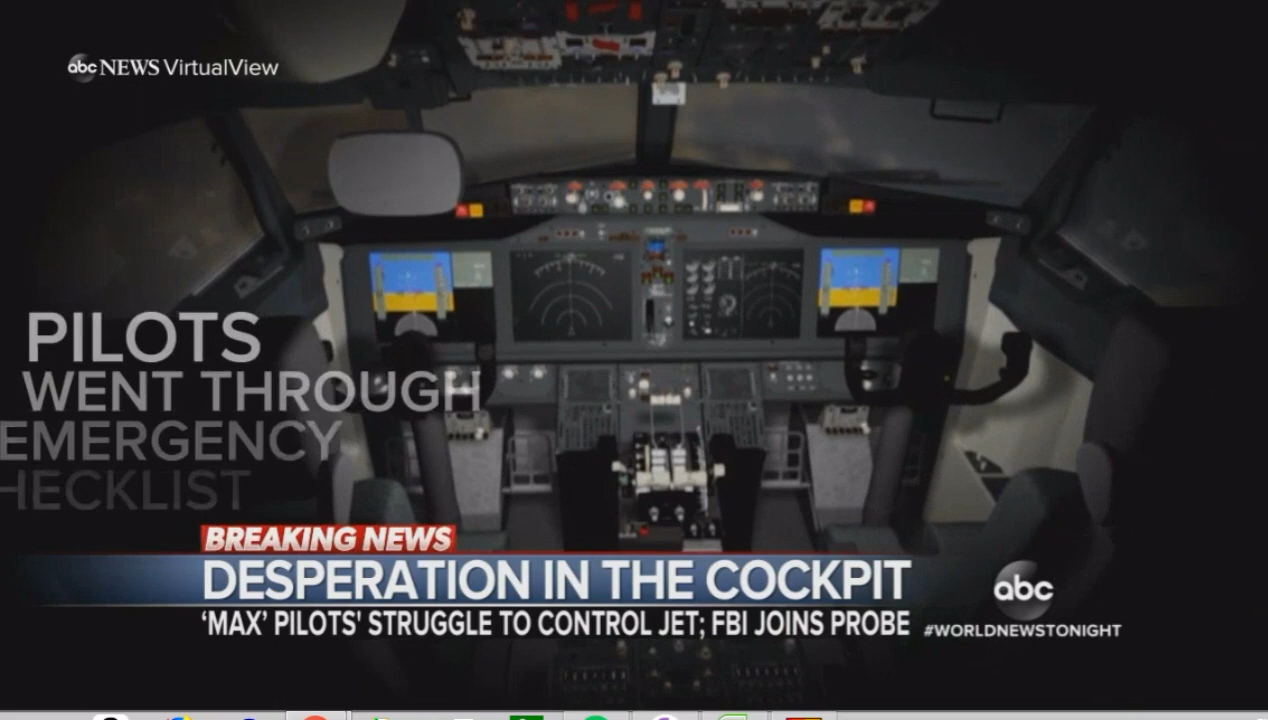 abc NEWS VirtualView
PILOTS
WENT THROUGH
EMERGENCY
HECKLIST
BREAKING NEWS
DESPERATION IN THE COCKPIT
'MAX' PILOTS' STRUGGLE TO CONTROL JET; FBI JOINS PROBE
abc
#WORLDNEWSTONIGHT